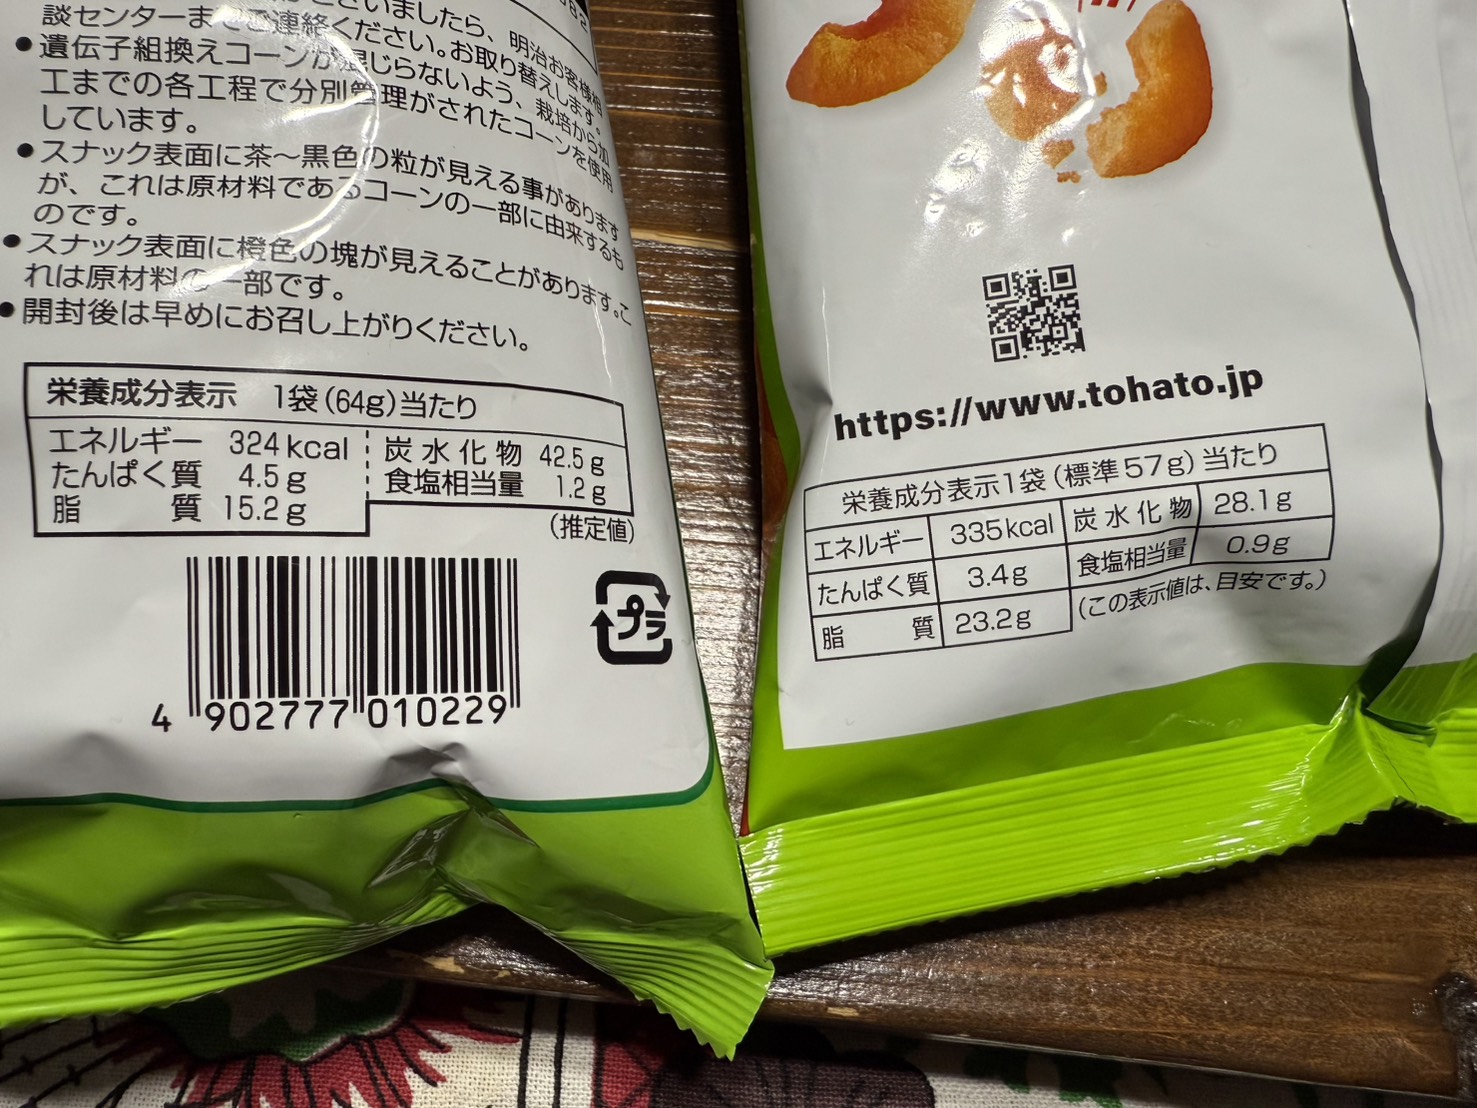 ございましたら、明治お客様相
談センターまでご連絡ください。お取り替えします。
●遺伝子組換えコーンが混じらないよう、栽培から加
工までの各工程で分別管理がされたコーンを使用
しています。
●スナック表面に茶～黒色の粒が見える事があります
が、これは原材料であるコーンの一部に由来するも
のです。
●スナック表面に橙色の塊が見えることがあります。こ
れは原材料の一部です。
●開封後は早めにお召し上がりください。
栄養成分表示 1袋(64g)当たり
エネルギー 324kcal 炭水化物 42.5g
たんぱく質 4.5g 食塩相当量 1.2g
脂質 15.2g
(推定値)
プラ
4 902777 010229
https://www.tohato.jp
栄養成分表示1袋(標準57g)当たり
エネルギー 335kcal 炭水化物 28.1g
たんぱく質 3.4g 食塩相当量 0.9g
脂質 23.2g (この表示値は、目安です。)